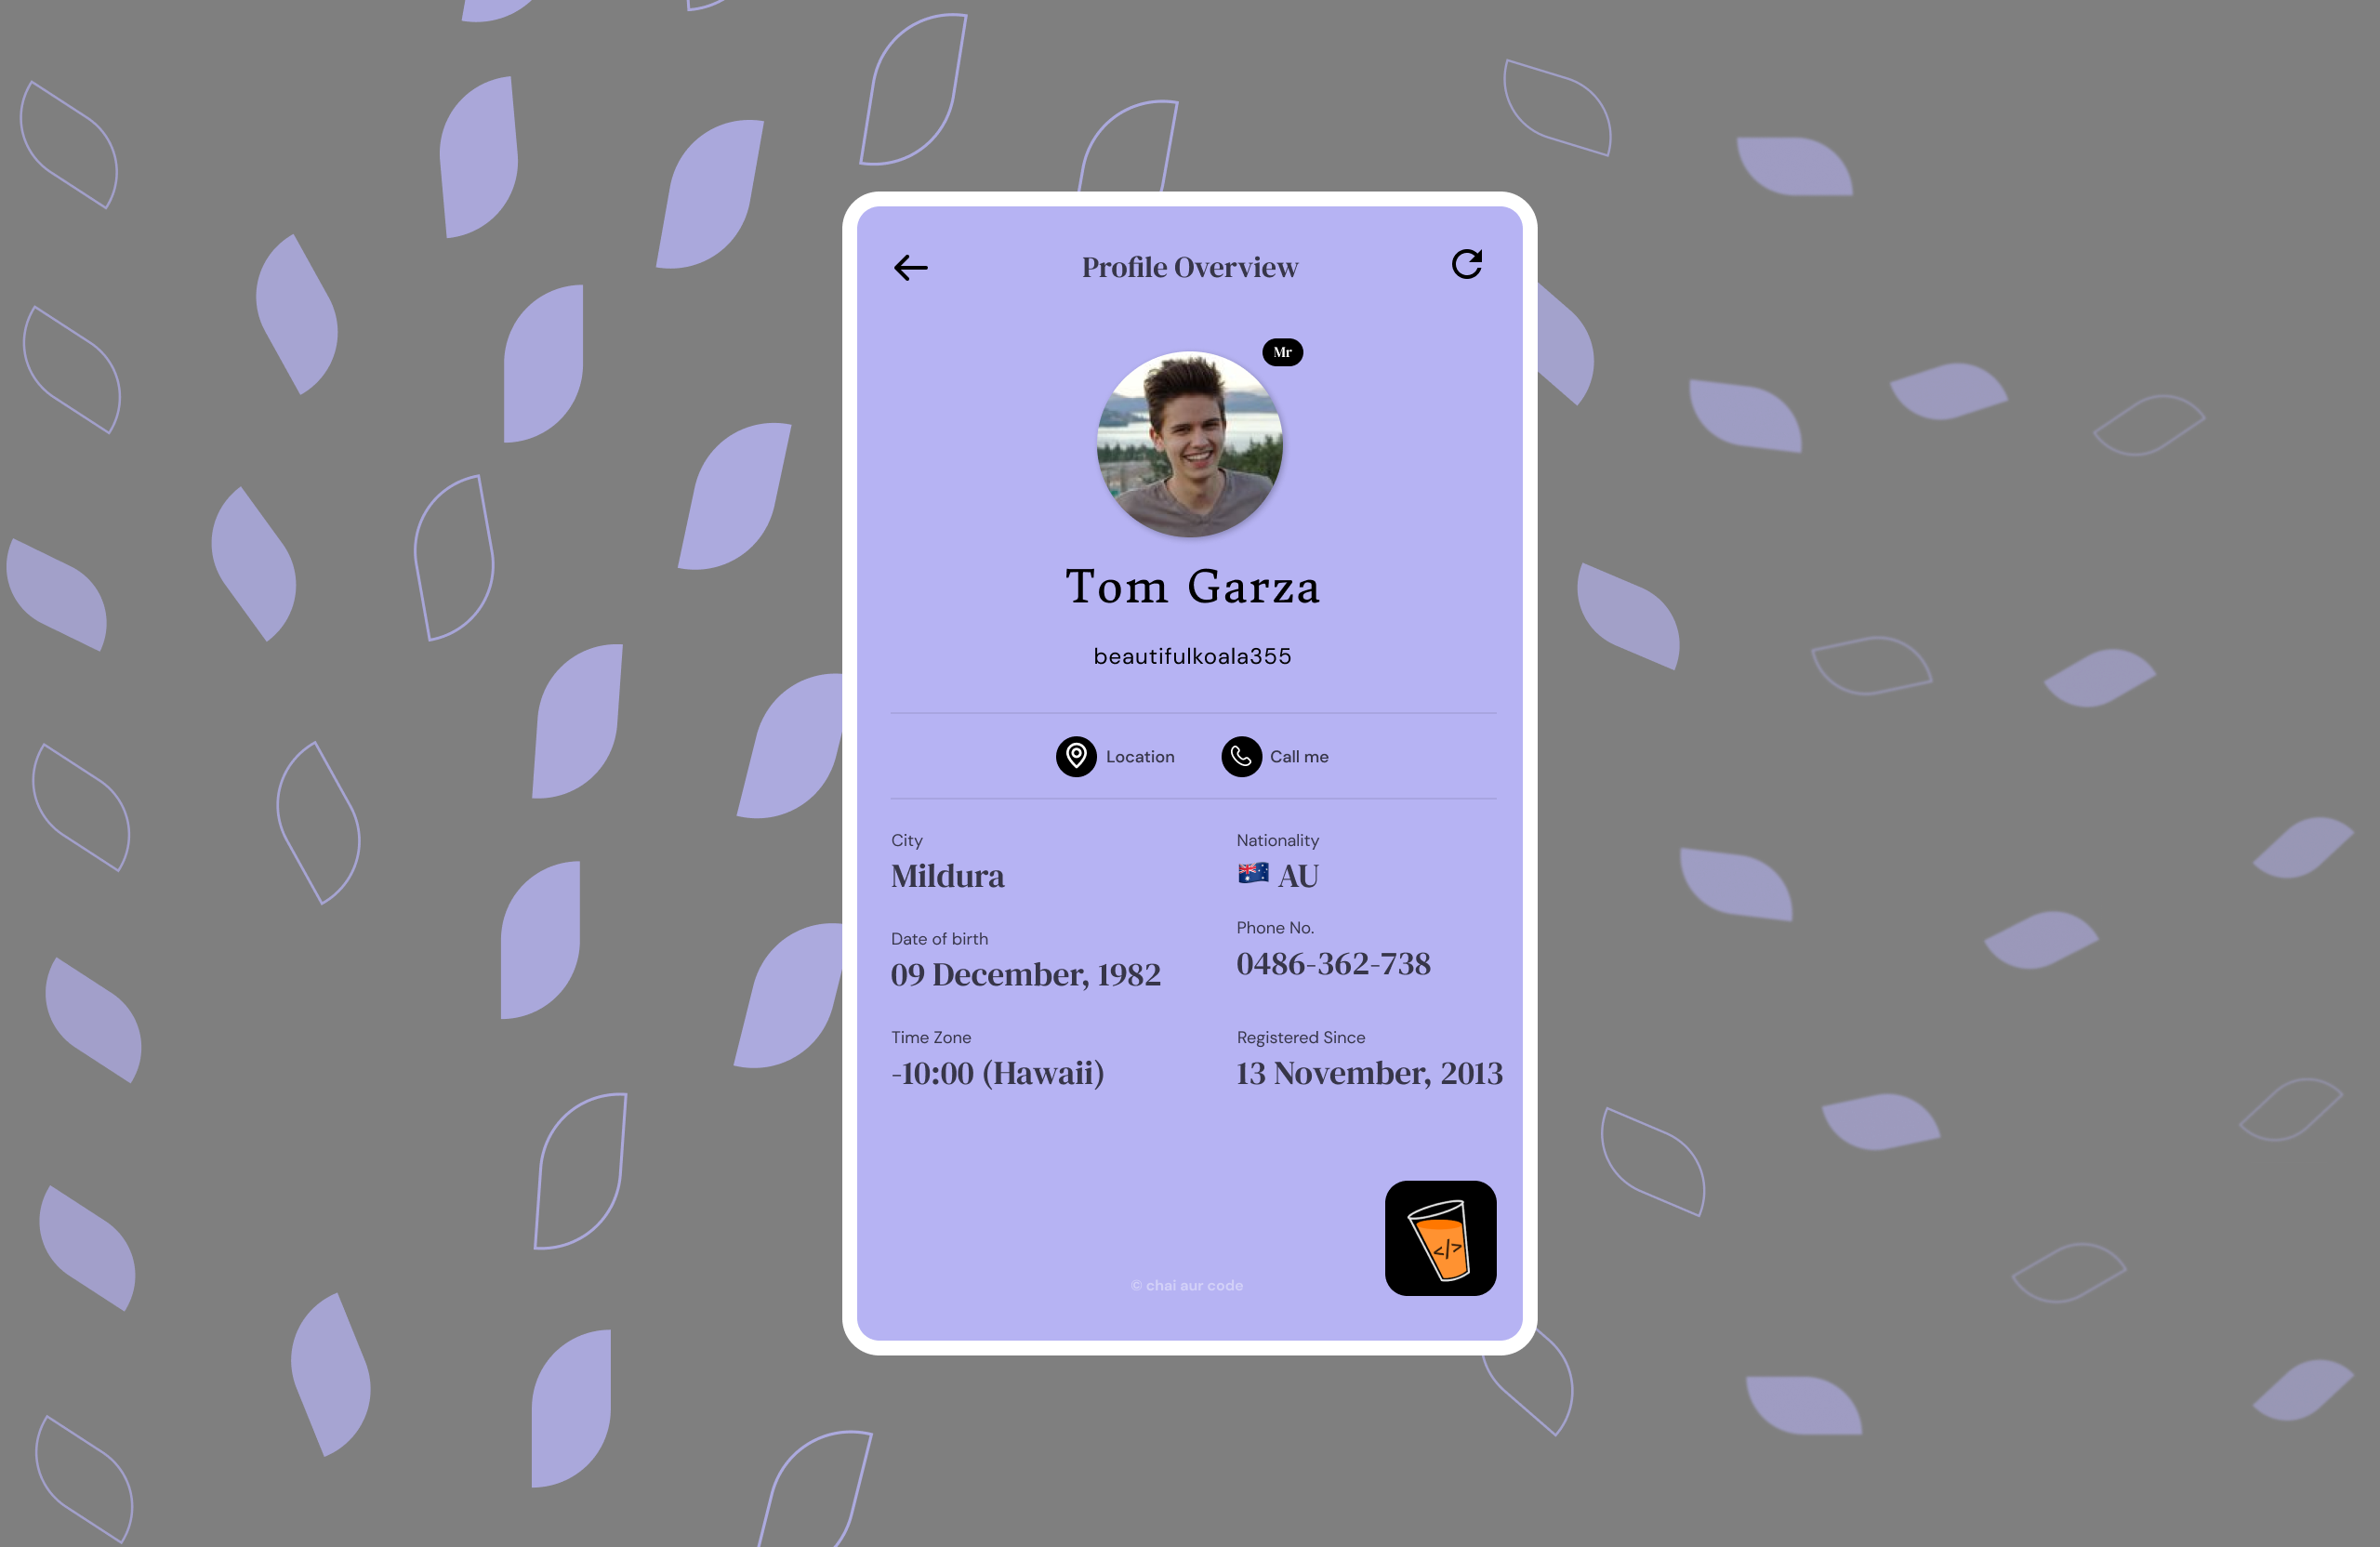 Profile Overview
Mr
Tom Garza
beautifulkoala355
Location
Call me
City
Mildura
Nationality
🇦🇺 AU
Date of birth
09 December, 1982
Phone No.
0486-362-738
Time Zone
-10:00 (Hawaii)
Registered Since
13 November, 2013
</>
© chai aur code